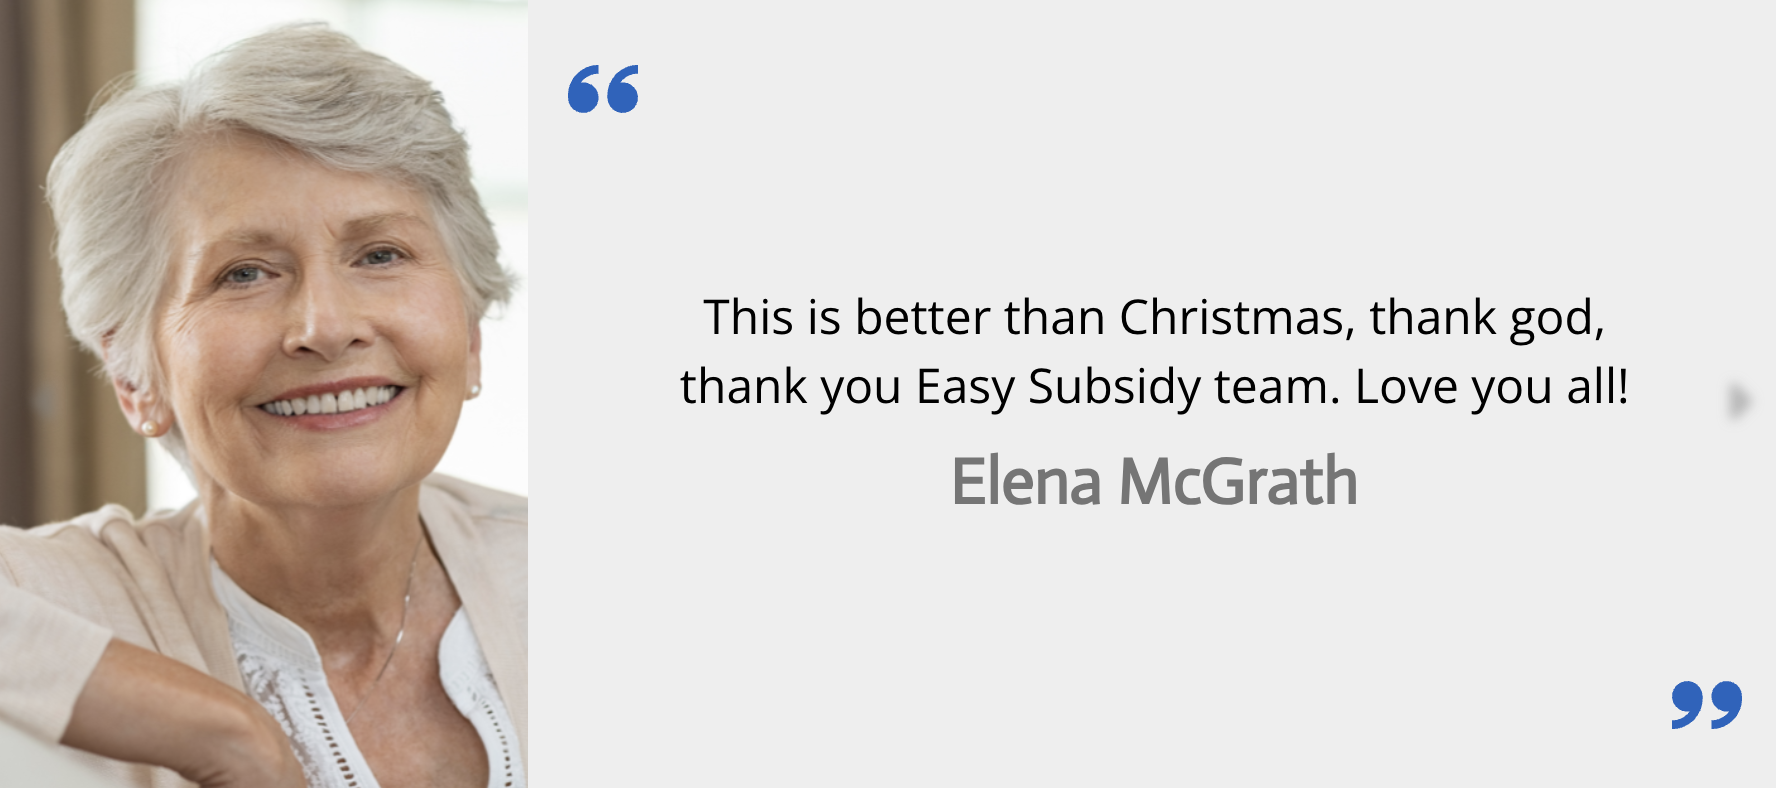 “
This is better than Christmas, thank god,
thank you Easy Subsidy team. Love you all!
Elena McGrath
”